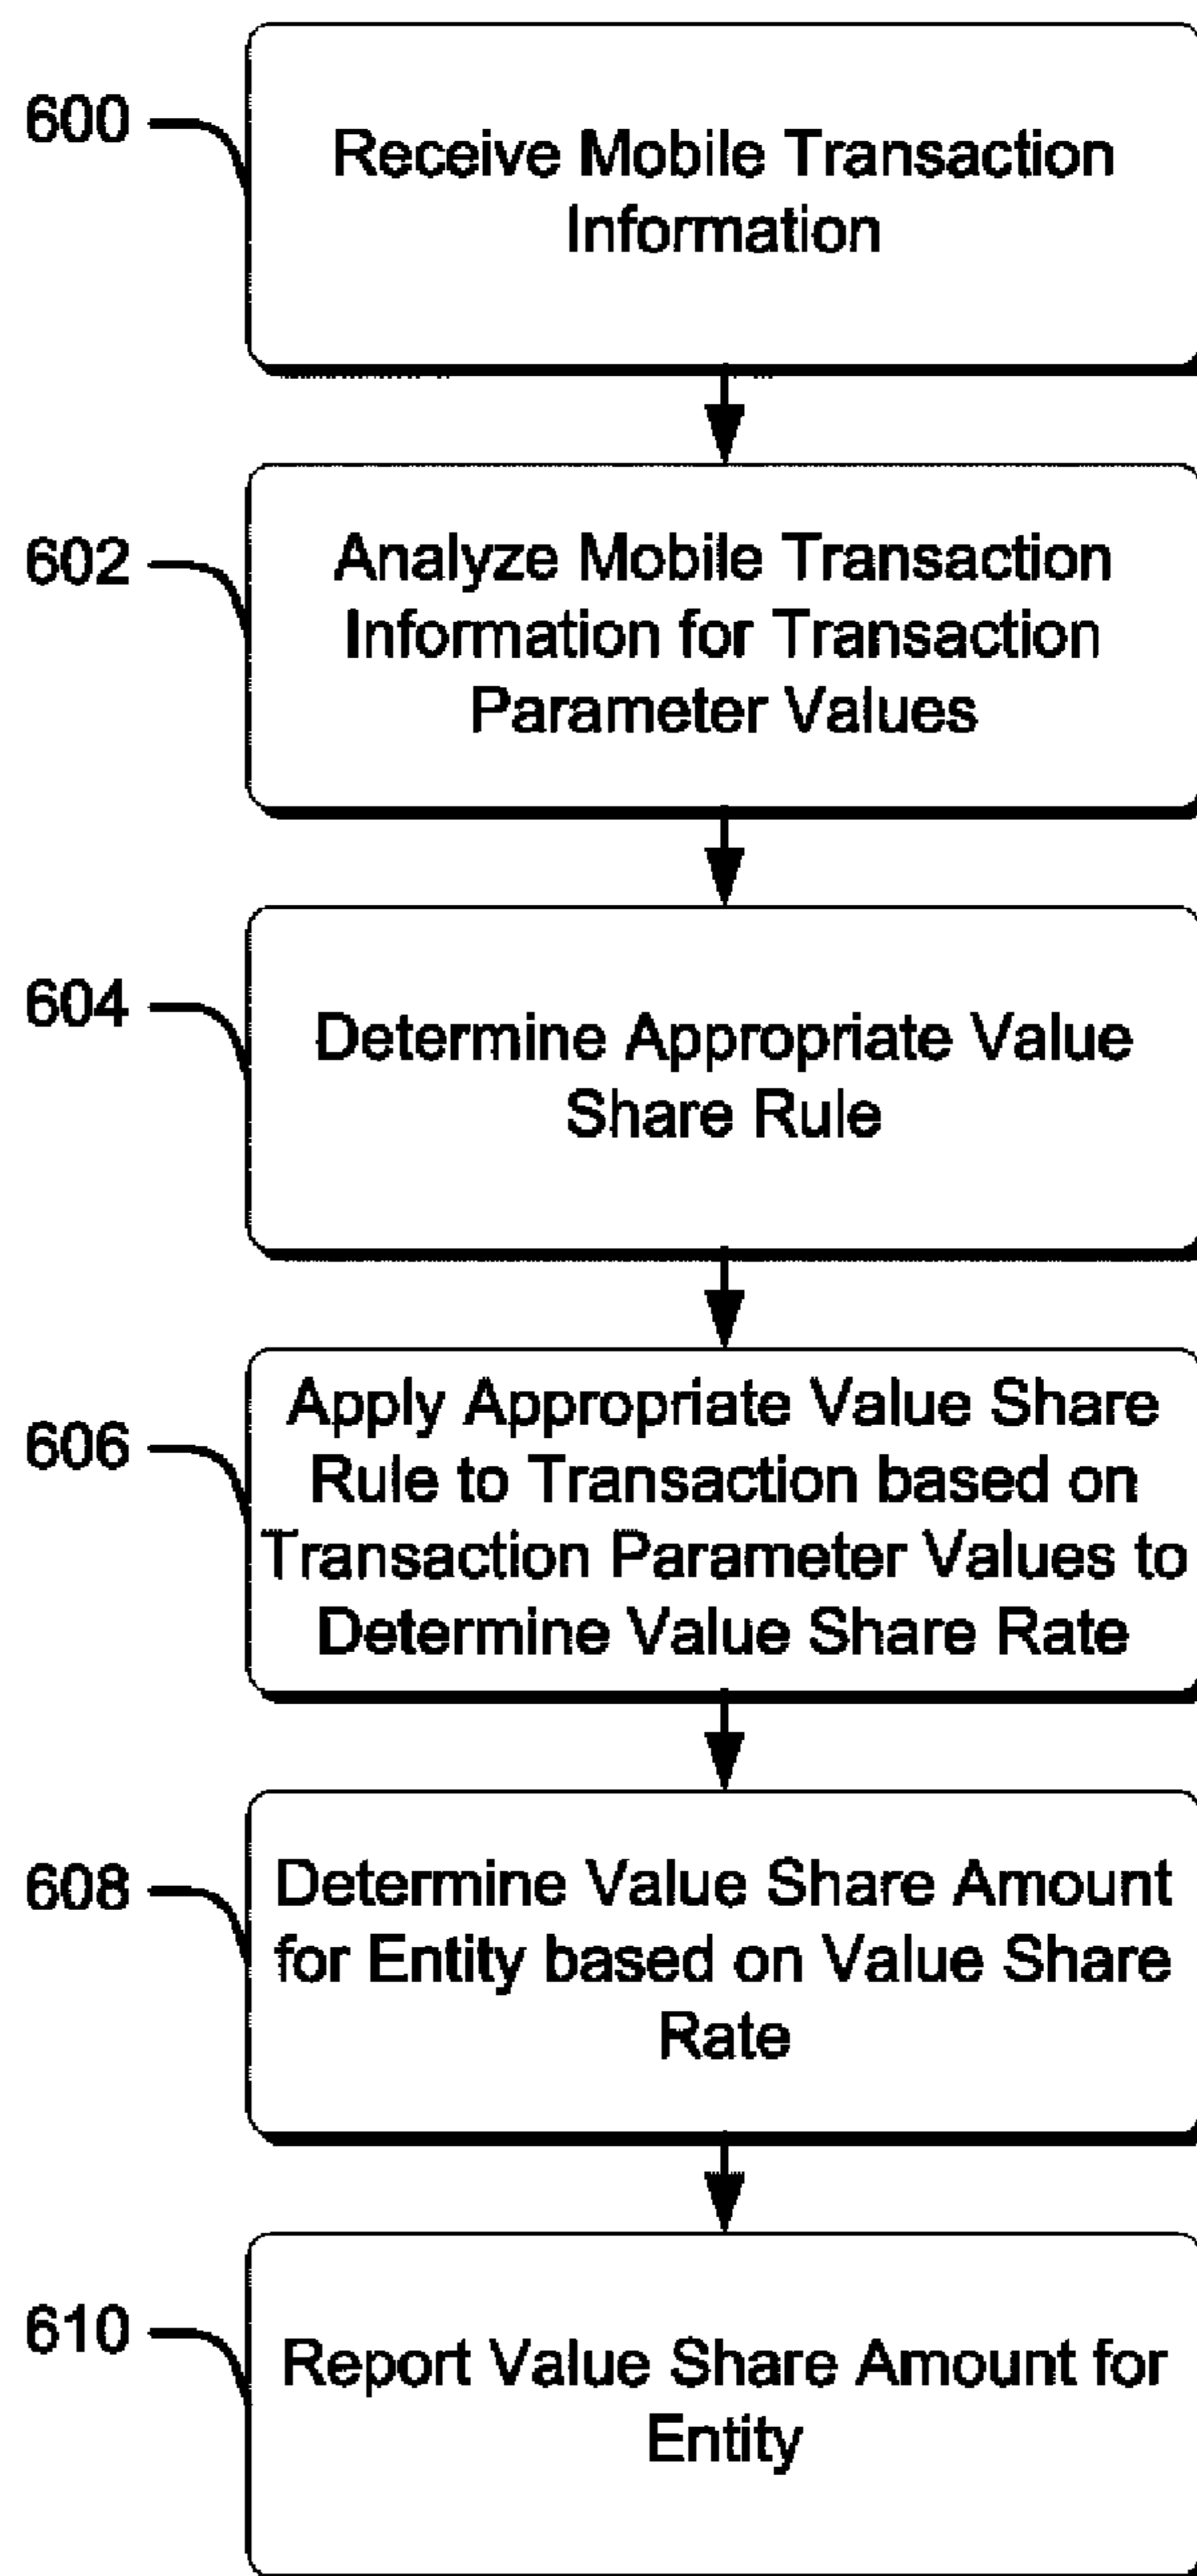 600
Receive Mobile Transaction
Information
602
Analyze Mobile Transaction
Information for Transaction
Parameter Values
604
Determine Appropriate Value
Share Rule
606
Apply Appropriate Value Share
Rule to Transaction based on
Transaction Parameter Values to
Determine Value Share Rate
608
Determine Value Share Amount
for Entity based on Value Share
Rate
610
Report Value Share Amount for
Entity